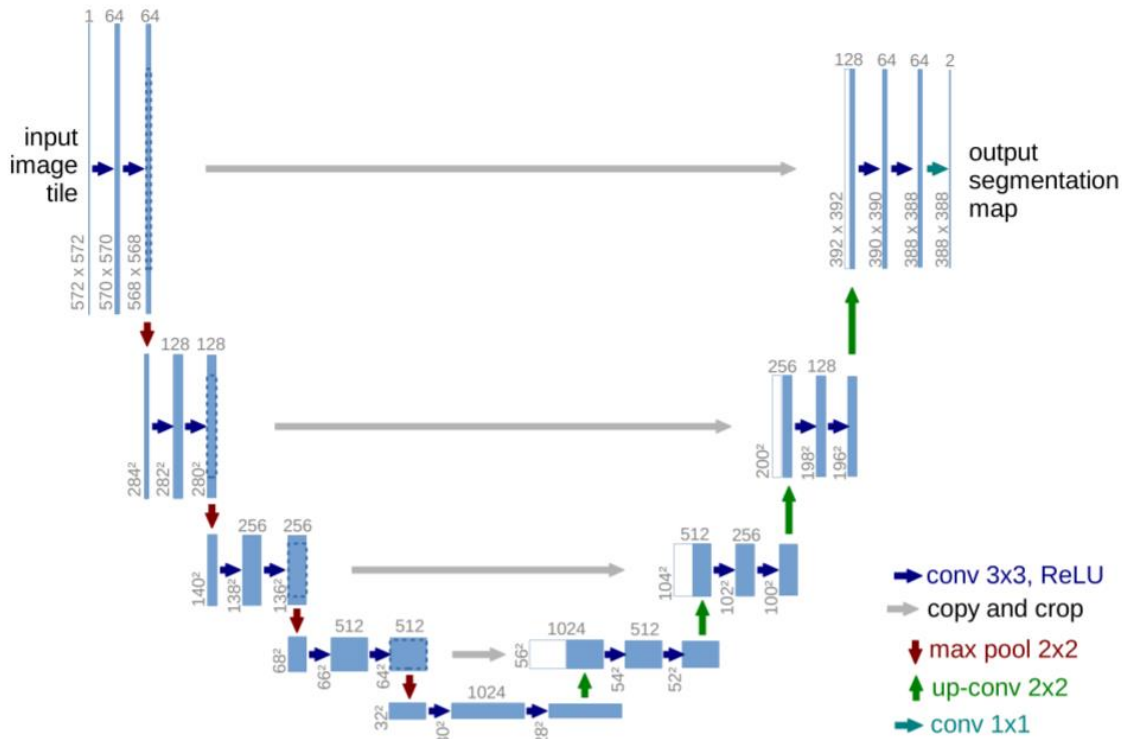 1 64 64
input
image
tile
572 x 572
570 x 570
568 x 568
128 64 64 2
output
segmentation
map
392 x 392
390 x 390
388 x 388
388 x 388
128 128
284²
282²
280²
256 128
200²
198²
196²
256 256
140²
138²
136²
512 256
104²
102²
100²
512 512
68²
66²
64²
1024 512
56²
54²
52²
1024
32²
30²
28²
conv 3x3, ReLU
copy and crop
max pool 2x2
up-conv 2x2
conv 1x1